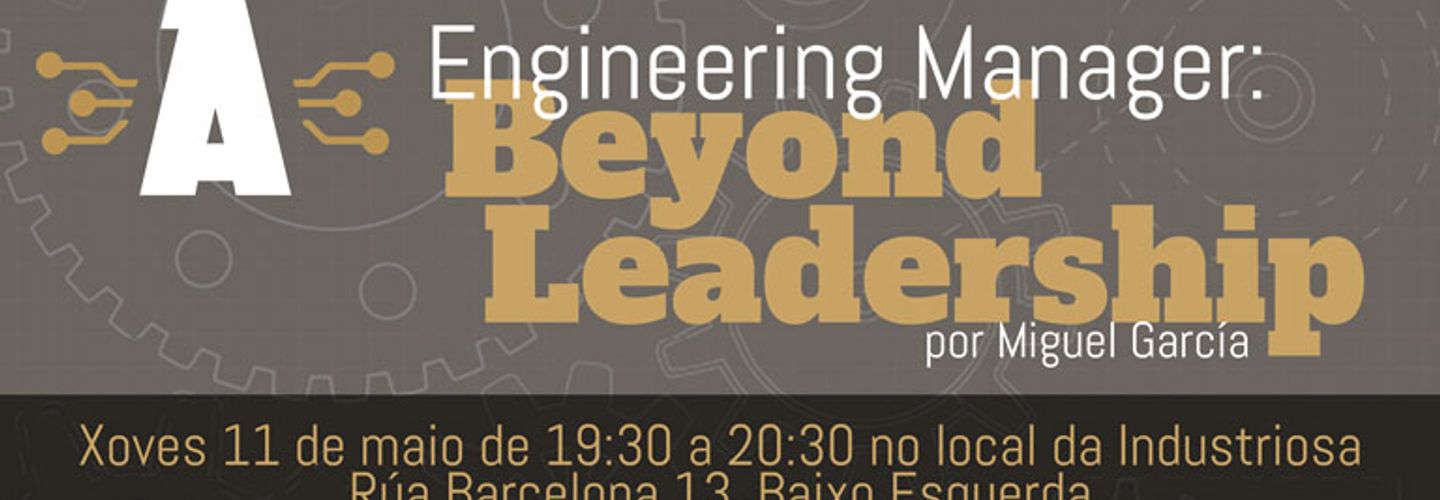 A
Engineering Manager:
Beyond
Leadership
por Miguel García
Xoves 11 de maio de 19:30 a 20:30 no local da Industriosa
Rúa Barcelona 13, Baixo Esquerda